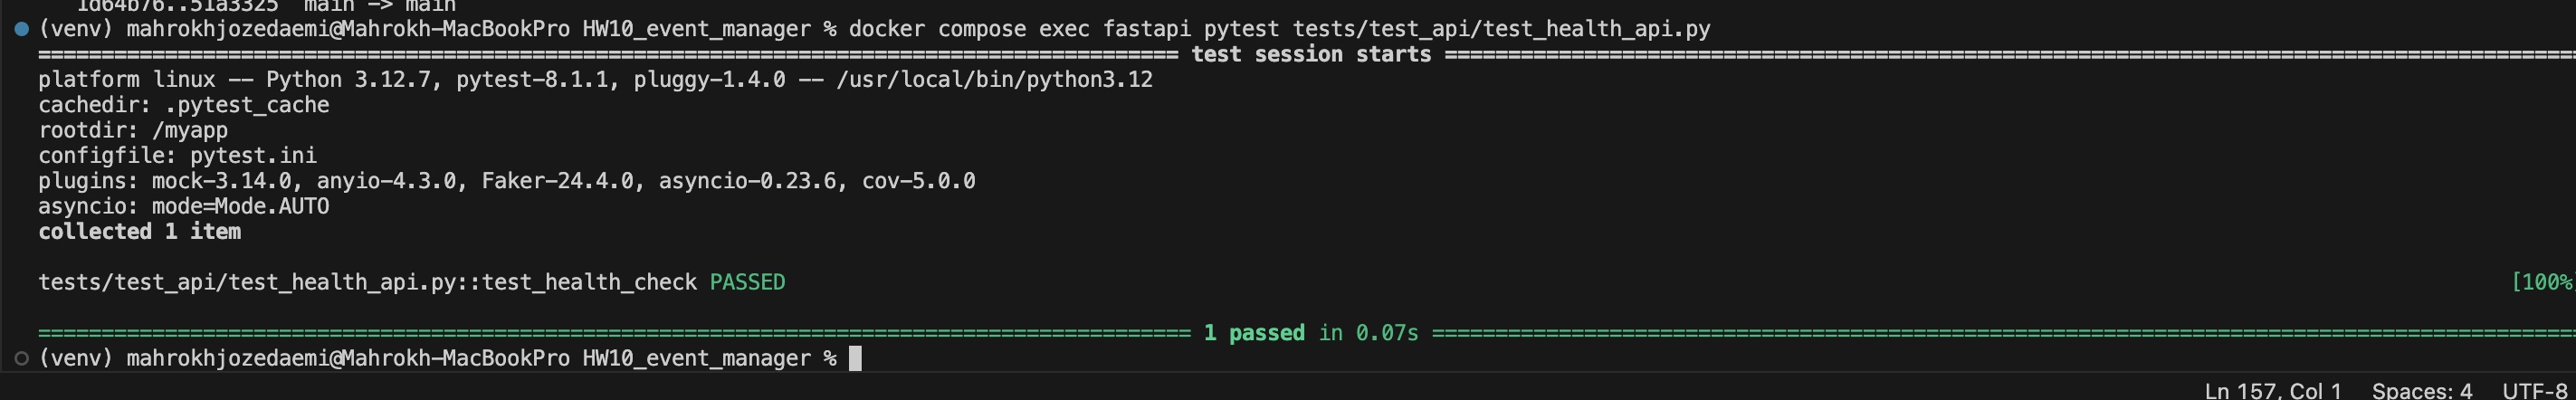 1d64b76..51a3325  main -> main
(venv) mahrokhjozedaemi@Mahrokh-MacBookPro HW10_event_manager % docker compose exec fastapi pytest tests/test_api/test_health_api.py
=========================================================================================== test session starts ===========================================================================================
platform linux -- Python 3.12.7, pytest-8.1.1, pluggy-1.4.0 -- /usr/local/bin/python3.12
cachedir: .pytest_cache
rootdir: /myapp
configfile: pytest.ini
plugins: mock-3.14.0, anyio-4.3.0, Faker-24.4.0, asyncio-0.23.6, cov-5.0.0
asyncio: mode=Mode.AUTO
collected 1 item
tests/test_api/test_health_api.py::test_health_check PASSED [100%]
=========================================================================================== 1 passed in 0.07s ===========================================================================================
(venv) mahrokhjozedaemi@Mahrokh-MacBookPro HW10_event_manager %
Ln 157, Col 1  Spaces: 4  UTF-8